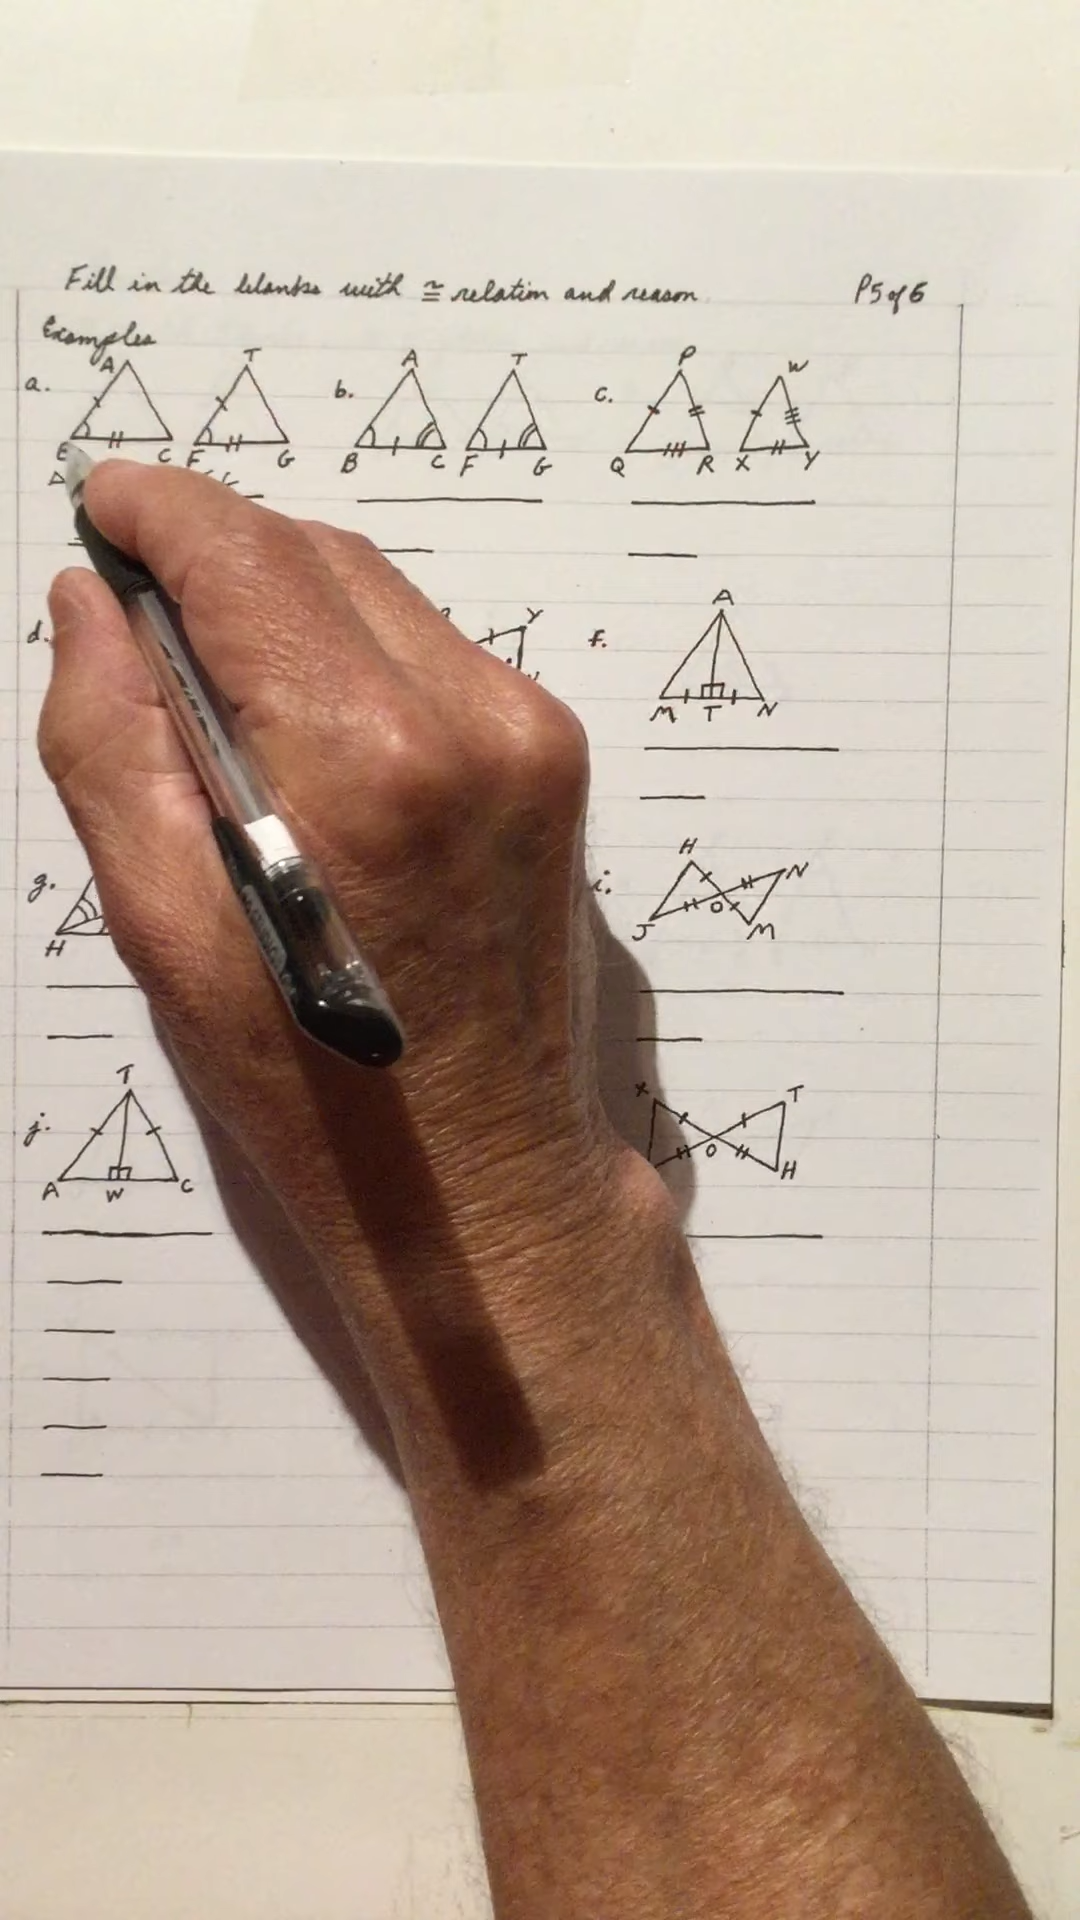 Fill in the blanks with ≅ relation and reason P5 of 6
Examples
a. A E C T F G b. A B C T F G c. P Q R W X Y
d. Y f. A M T N
g. H i. H N J O M
j. T A W C X T O H